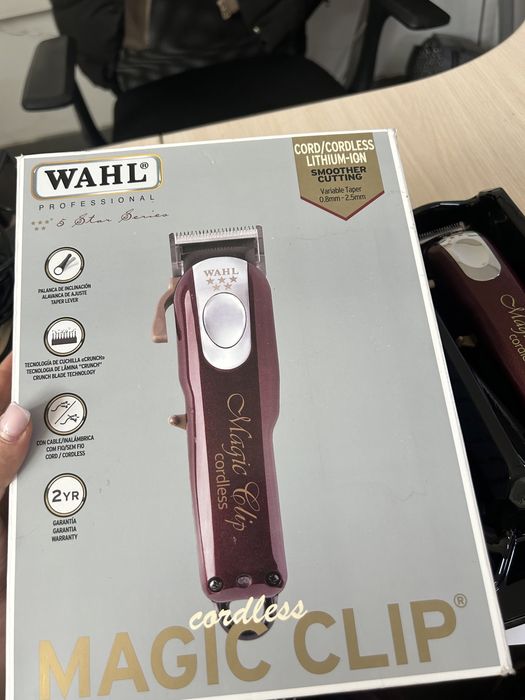 WAHL®
PROFESSIONAL
5 Star Series
CORD/CORDLESS
LITHIUM-ION
SMOOTHER
CUTTING
Variable Taper
0.8mm - 2.5mm
PALANCA DE INCLINACIÓN
ALAVANCA DE AJUSTE
TAPER LEVER
TECNOLOGÍA DE CUCHILLA «CRUNCH»
TECNOLOGIA DE LÂMINA "CRUNCH"
CRUNCH BLADE TECHNOLOGY
CON CABLE/INALÁMBRICA
COM FIO/SEM FIO
CORD / CORDLESS
2 YR
GARANTÍA
GARANTIA
WARRANTY
WAHL
Magic Clip
cordless
cordless
MAGIC CLIP®
Magic
cordless